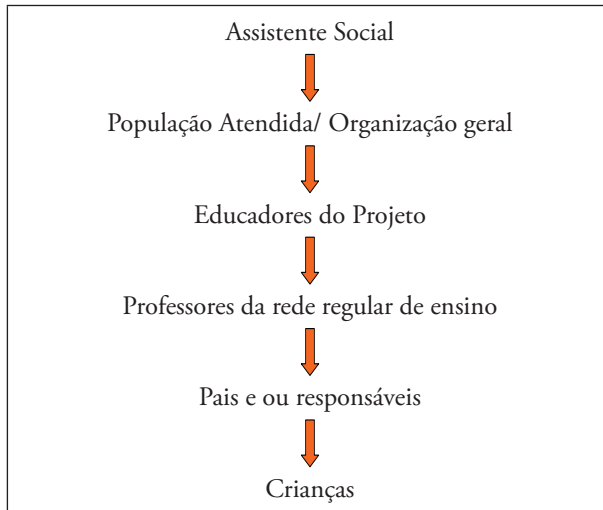 Assistente Social
População Atendida/ Organização geral
Educadores do Projeto
Professores da rede regular de ensino
Pais e ou responsáveis
Crianças